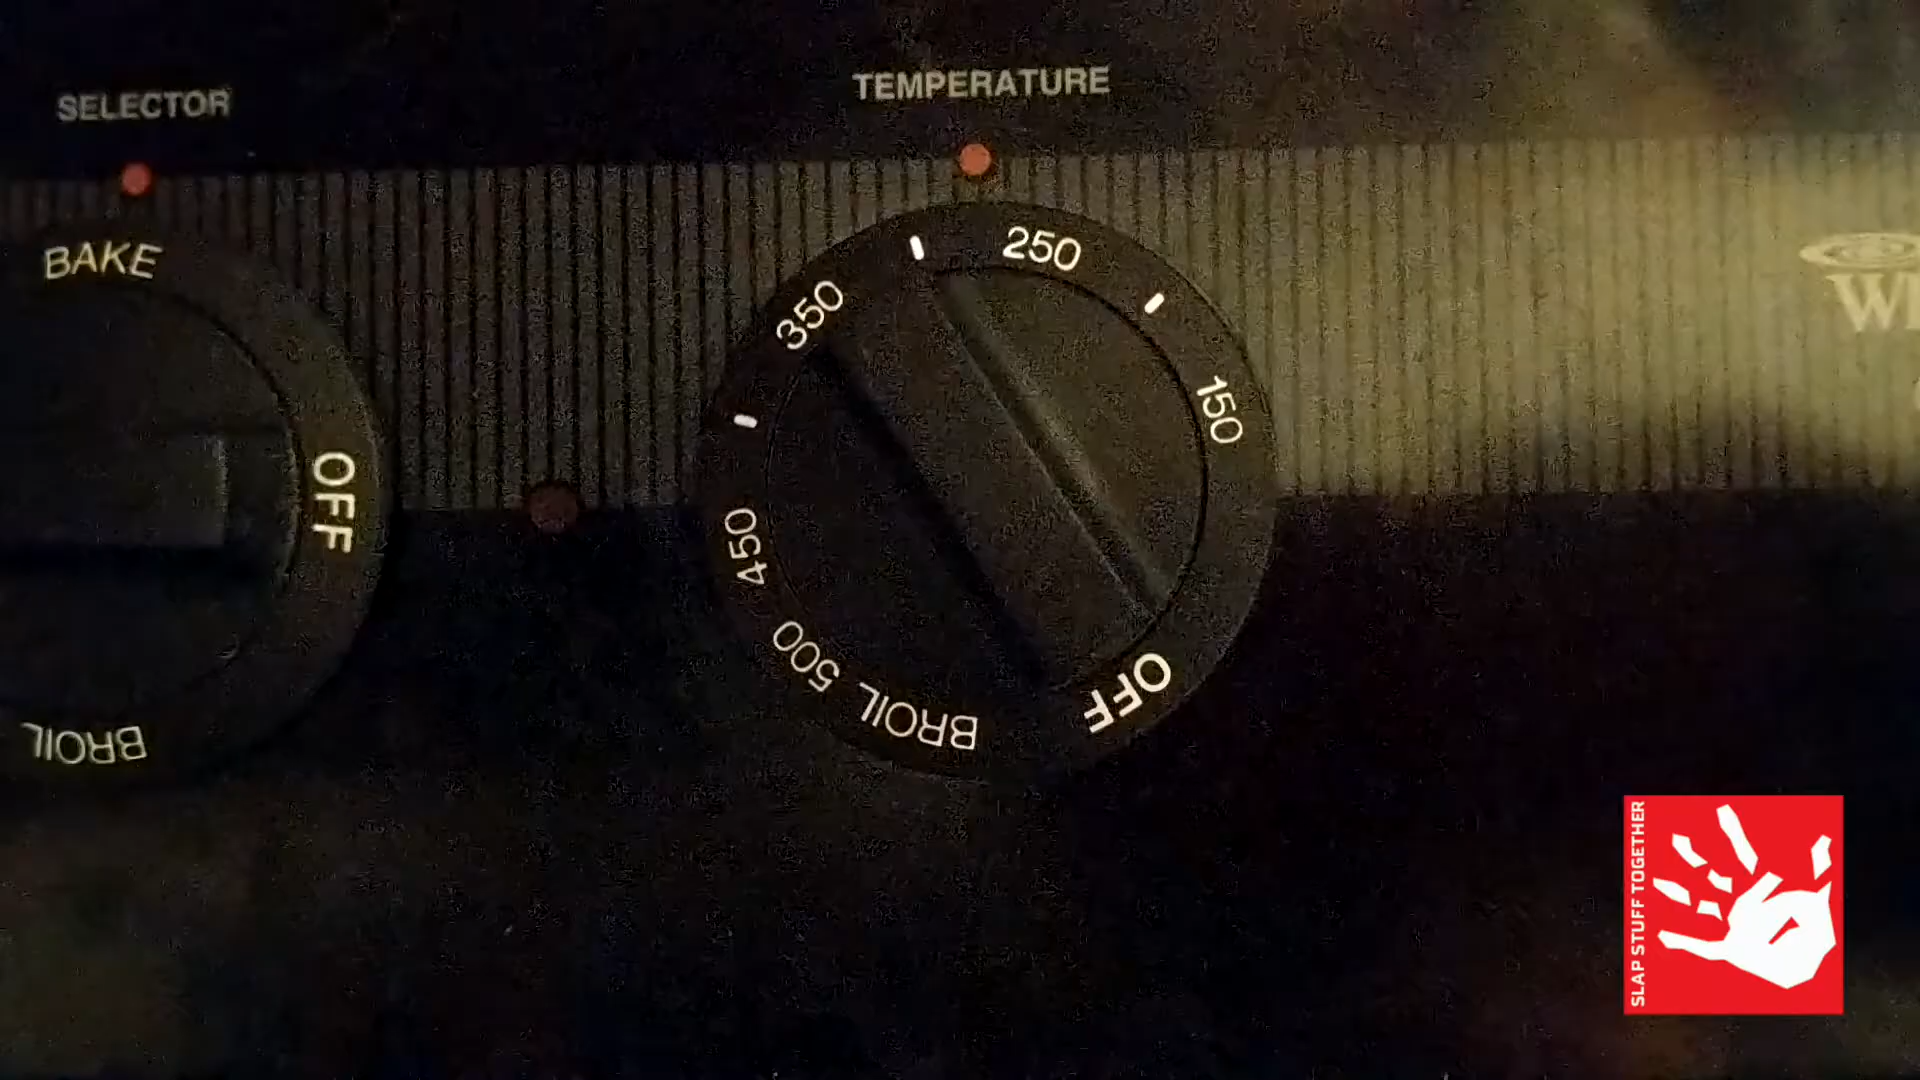 SELECTOR
TEMPERATURE
BAKE
OFF
BROIL
250
150
OFF
BROIL
500
450
350
W
SLAP STUFF TOGETHER